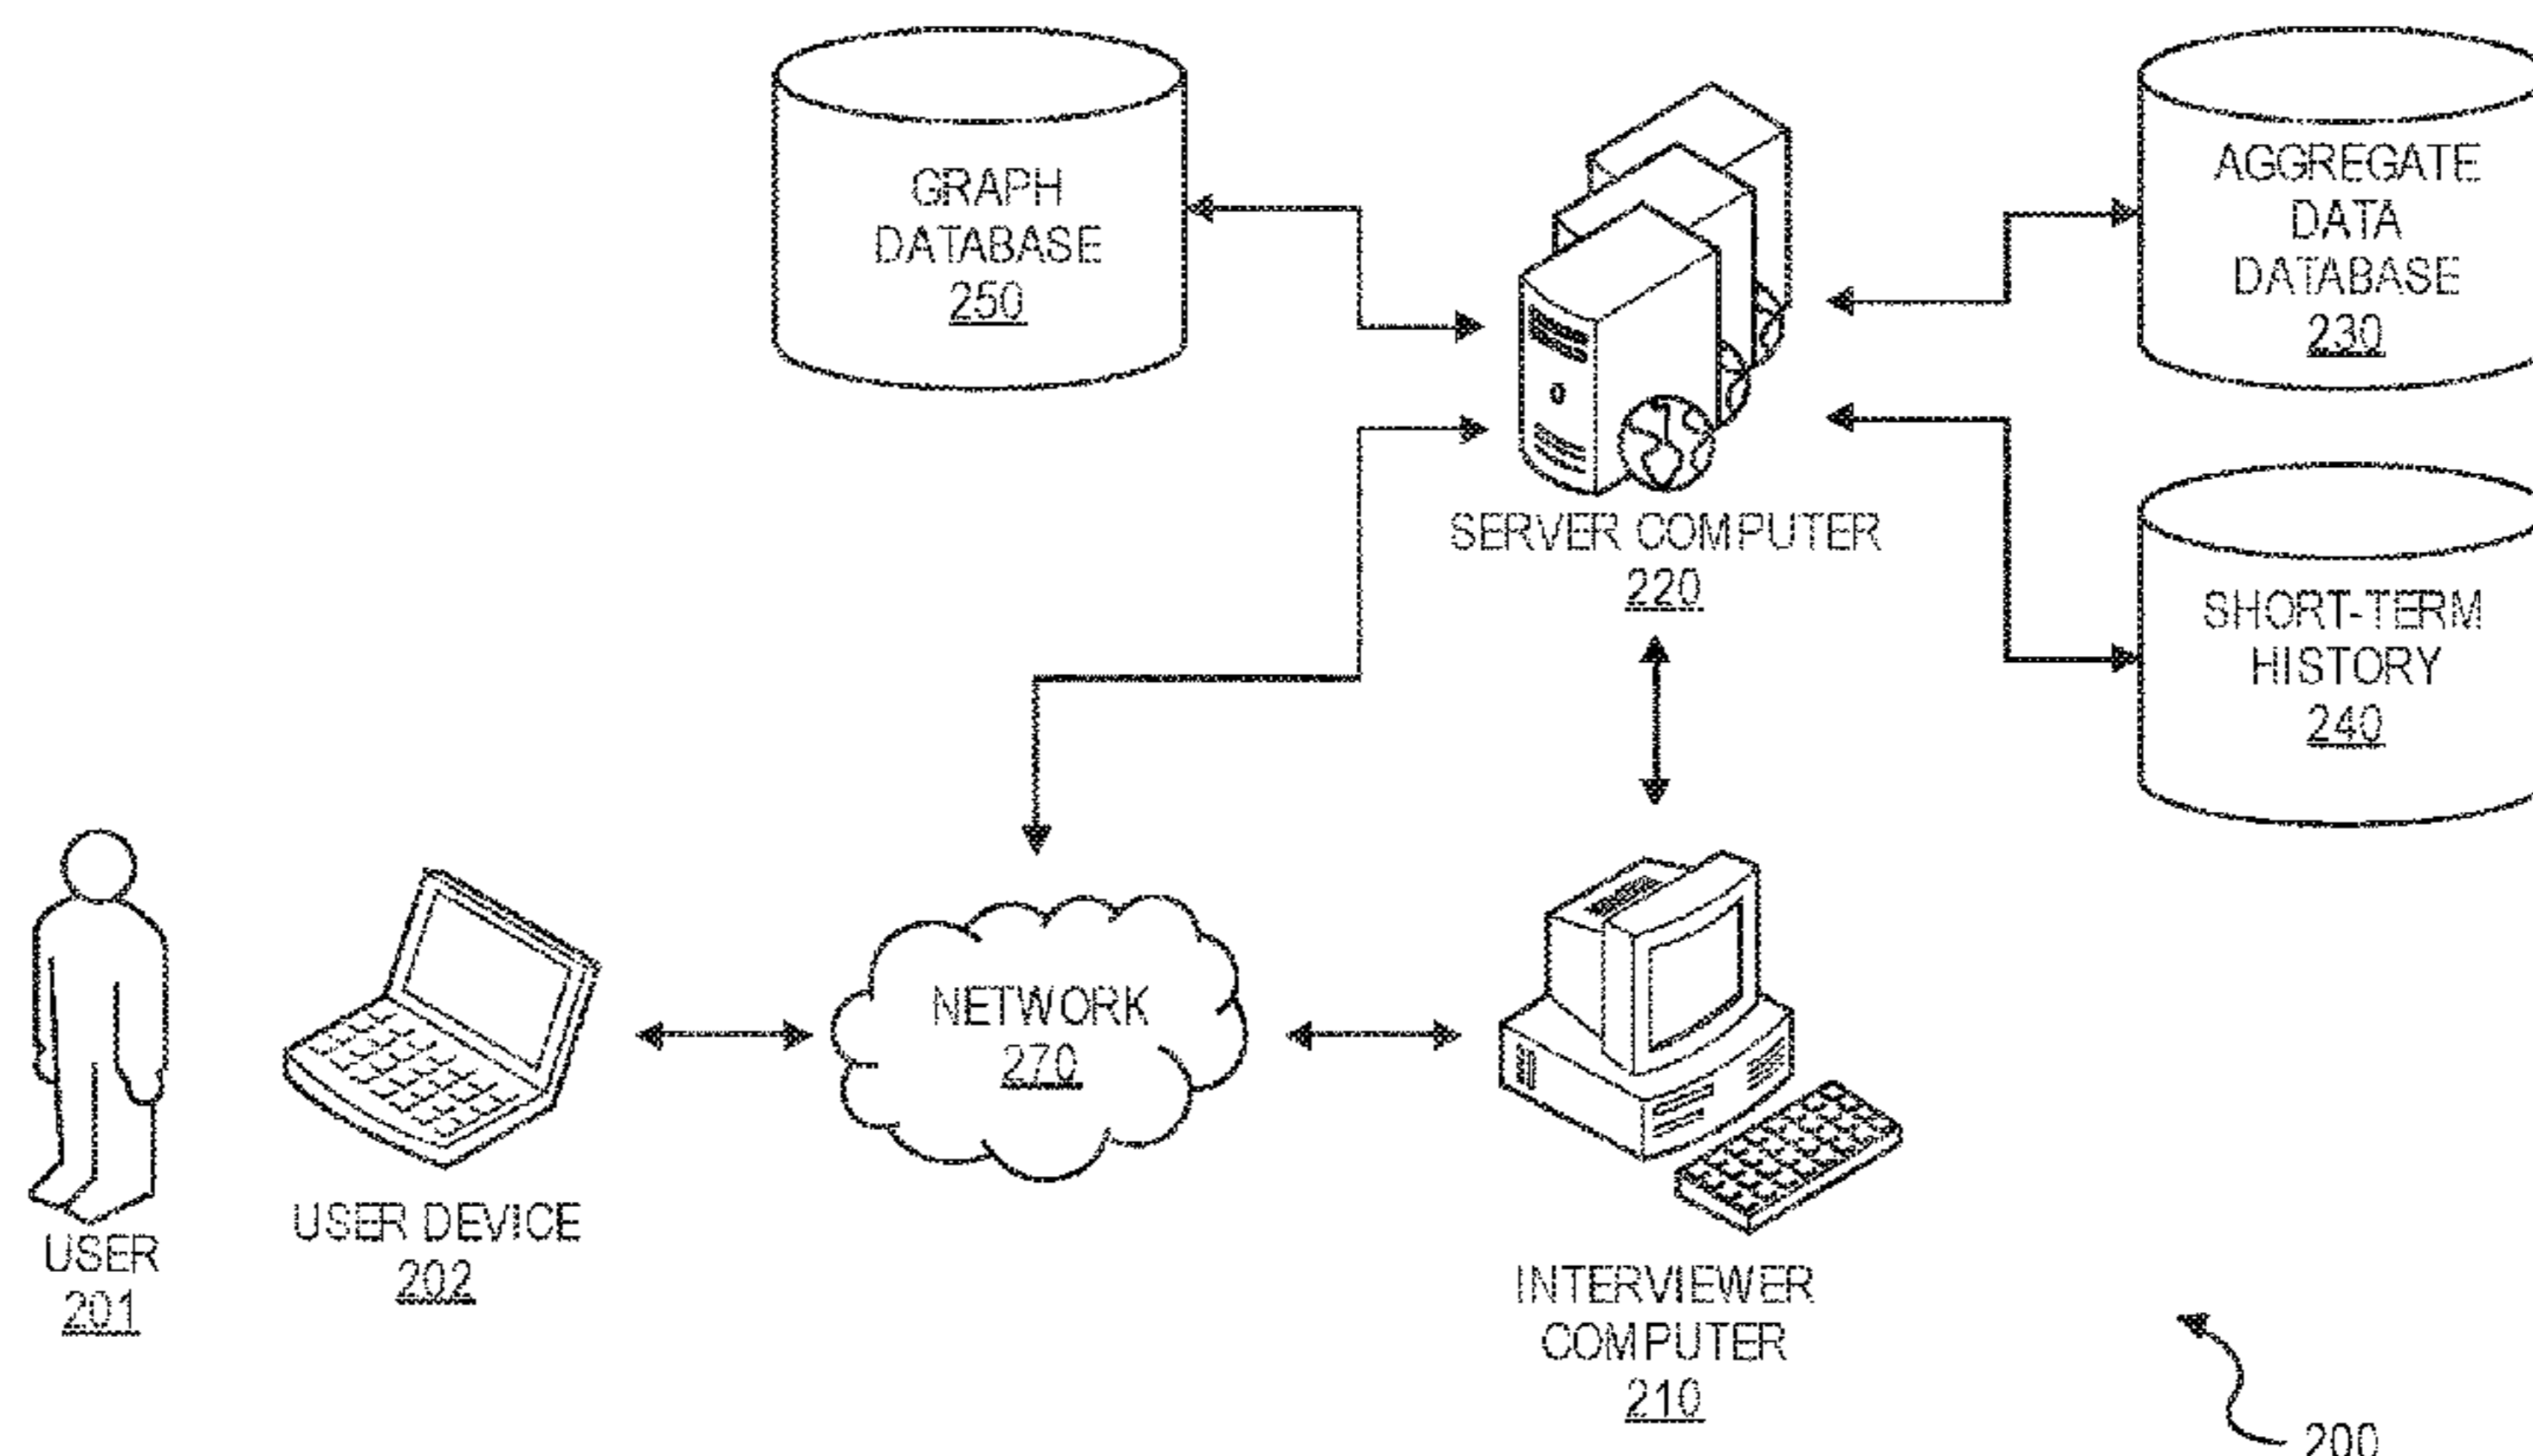 GRAPH
DATABASE
250
AGGREGATE
DATA
DATABASE
230
SERVER COMPUTER
220
SHORT-TERM
HISTORY
240
NETWORK
270
USER
201
USER DEVICE
202
INTERVIEWER
COMPUTER
210
200